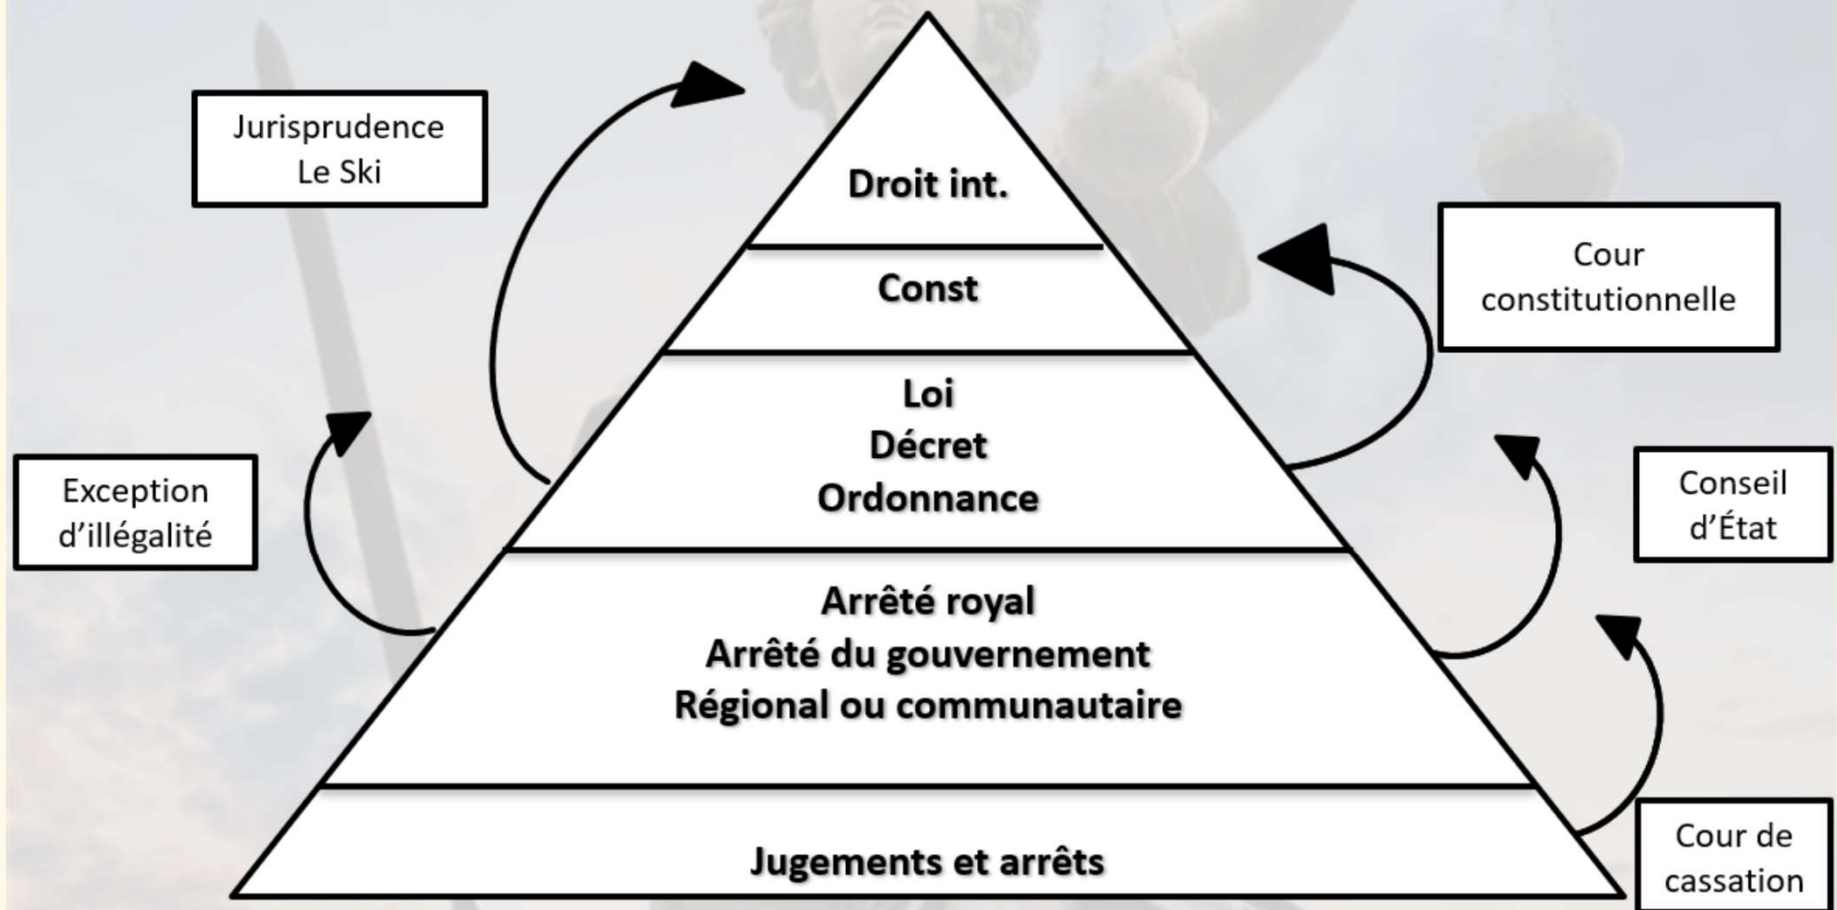 Jurisprudence
Le Ski
Droit int.
Cour
constitutionnelle
Const
Loi
Décret
Ordonnance
Exception
d’illégalité
Conseil
d’État
Arrêté royal
Arrêté du gouvernement
Régional ou communautaire
Jugements et arrêts
Cour de
cassation